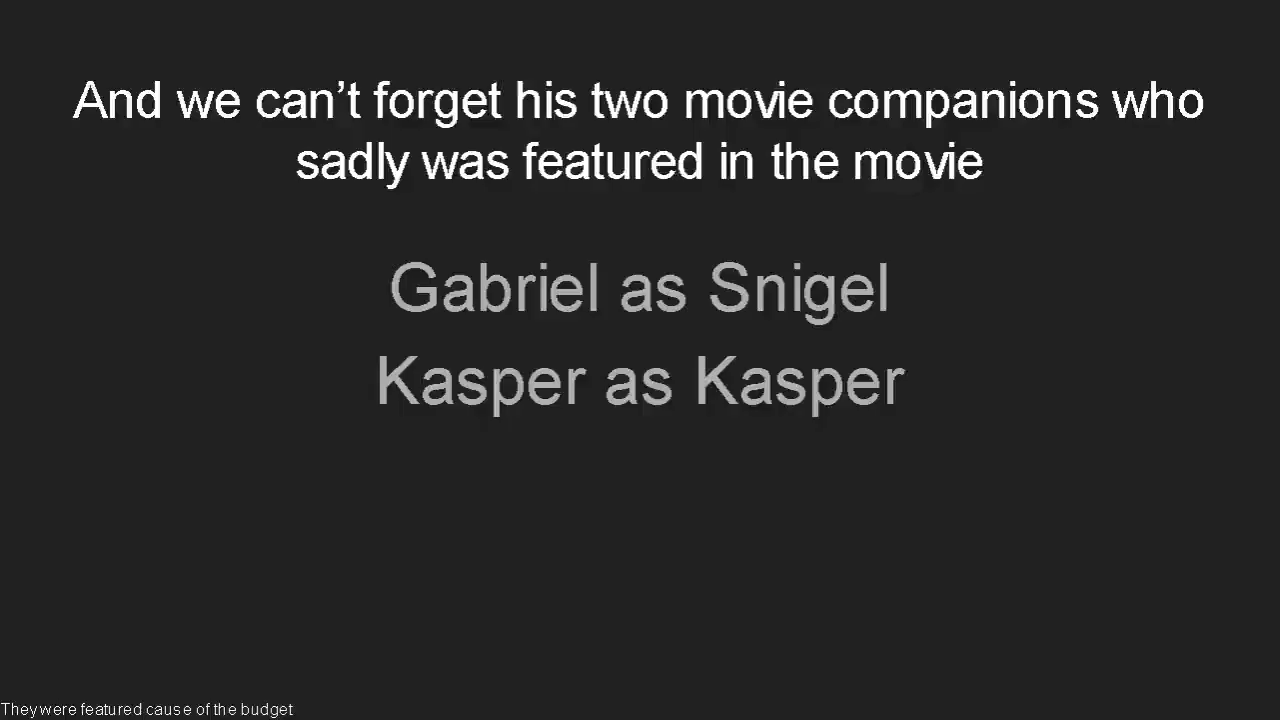 And we can’t forget his two movie companions who
sadly was featured in the movie
Gabriel as Snigel
Kasper as Kasper
They were featured cause of the budget